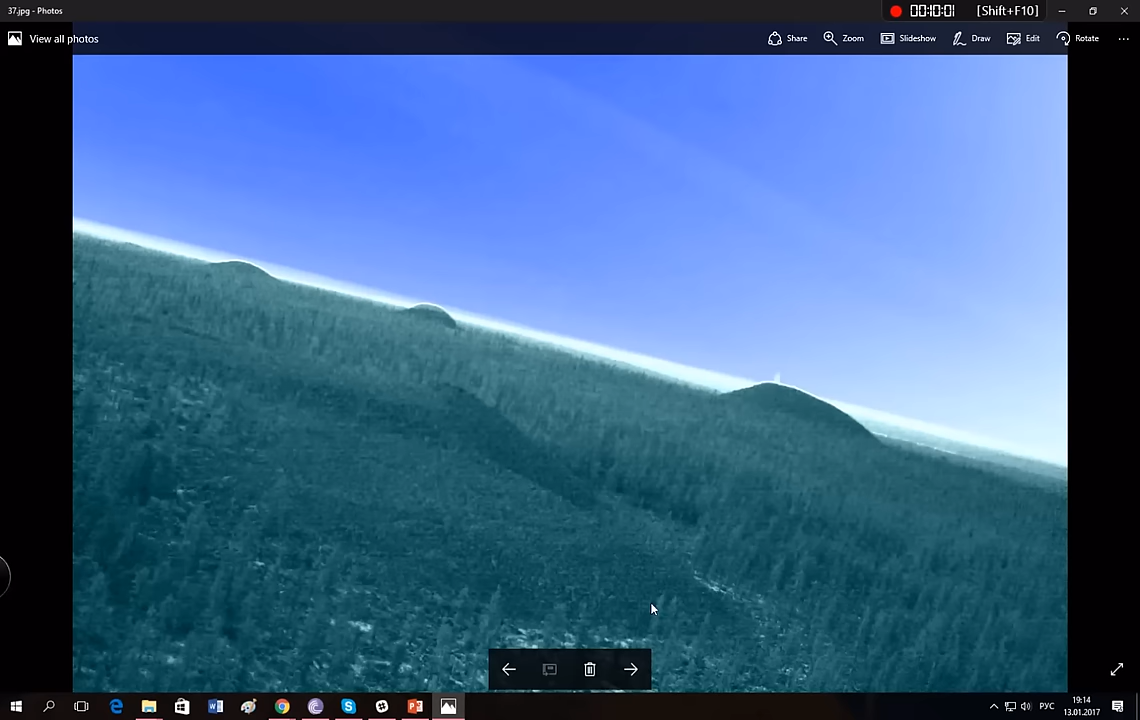 37.jpg - Photos
00:10:01 [Shift+F10]
View all photos
Share Zoom Slideshow Draw Edit Rotate
РУС
19:14
13.01.2017